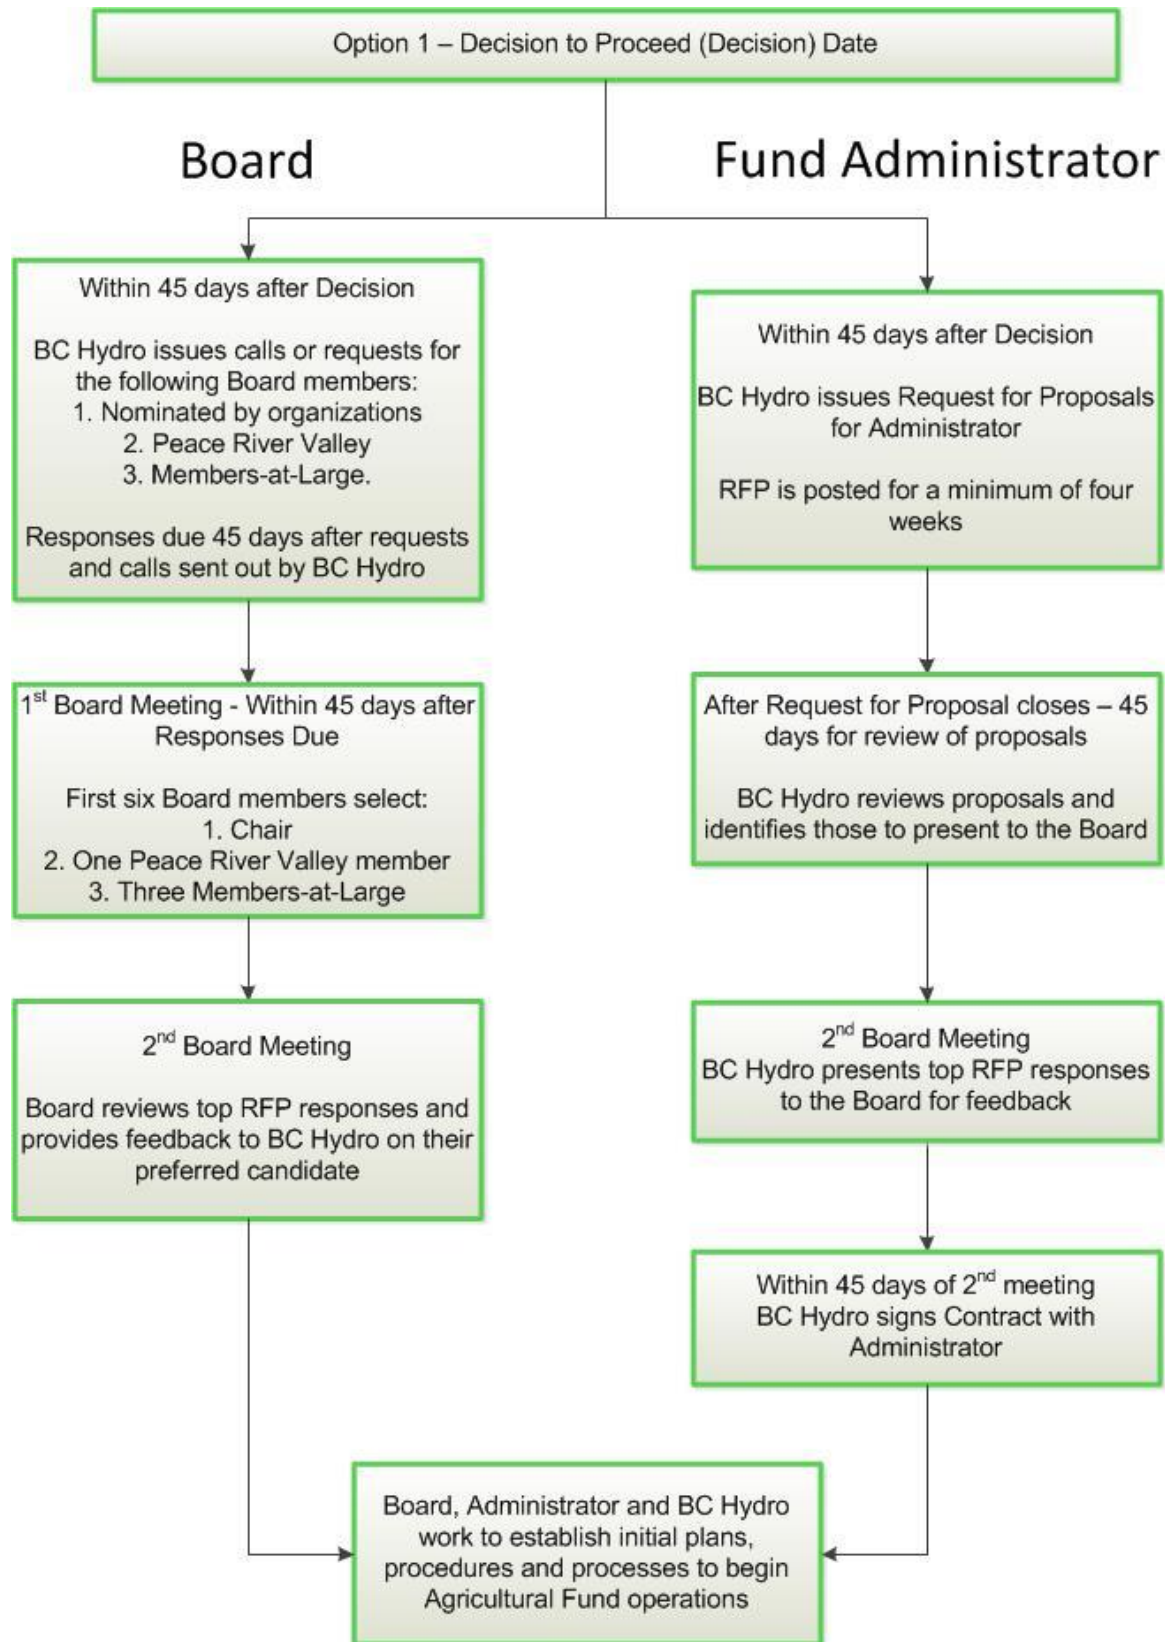 Option 1 – Decision to Proceed (Decision) Date
Board
Fund Administrator
Within 45 days after Decision
BC Hydro issues calls or requests for
the following Board members:
1. Nominated by organizations
2. Peace River Valley
3. Members-at-Large.
Responses due 45 days after requests
and calls sent out by BC Hydro
1st Board Meeting - Within 45 days after
Responses Due
First six Board members select:
1. Chair
2. One Peace River Valley member
3. Three Members-at-Large
2nd Board Meeting
Board reviews top RFP responses and
provides feedback to BC Hydro on their
preferred candidate
Within 45 days after Decision
BC Hydro issues Request for Proposals
for Administrator
RFP is posted for a minimum of four
weeks
After Request for Proposal closes – 45
days for review of proposals
BC Hydro reviews proposals and
identifies those to present to the Board
2nd Board Meeting
BC Hydro presents top RFP responses
to the Board for feedback
Within 45 days of 2nd meeting
BC Hydro signs Contract with
Administrator
Board, Administrator and BC Hydro
work to establish initial plans,
procedures and processes to begin
Agricultural Fund operations